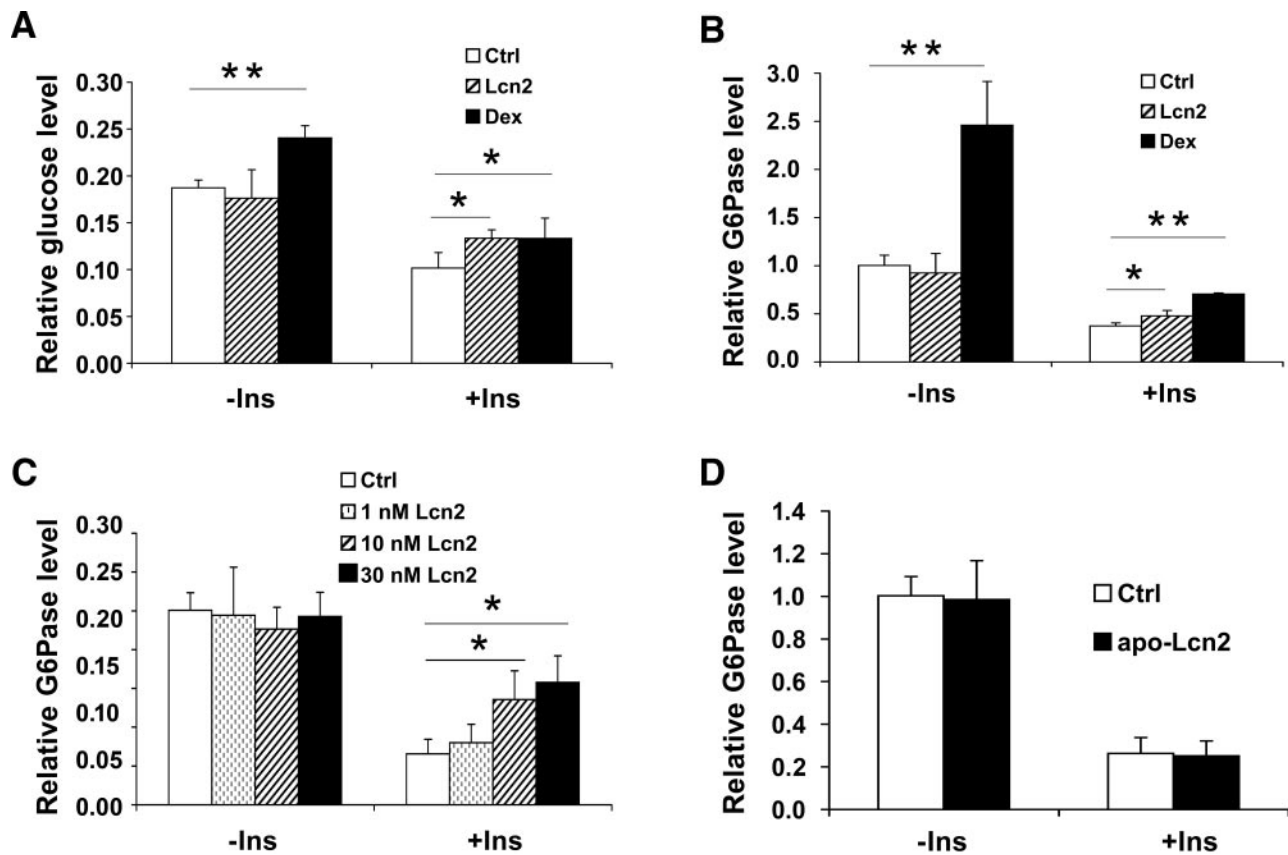 A
Relative glucose level
0.30
0.25
0.20
0.15
0.10
0.05
0.00
Ctrl
Lcn2
Dex
**
*
*
-Ins
+Ins
B
Relative G6Pase level
3.0
2.5
2.0
1.5
1.0
0.5
0.0
Ctrl
Lcn2
Dex
**
**
*
-Ins
+Ins
C
Relative G6Pase level
0.30
0.25
0.20
0.15
0.10
0.05
0.00
Ctrl
1 nM Lcn2
10 nM Lcn2
30 nM Lcn2
*
*
-Ins
+Ins
D
Relative G6Pase level
1.4
1.2
1.0
0.8
0.6
0.4
0.2
0.0
Ctrl
apo-Lcn2
-Ins
+Ins